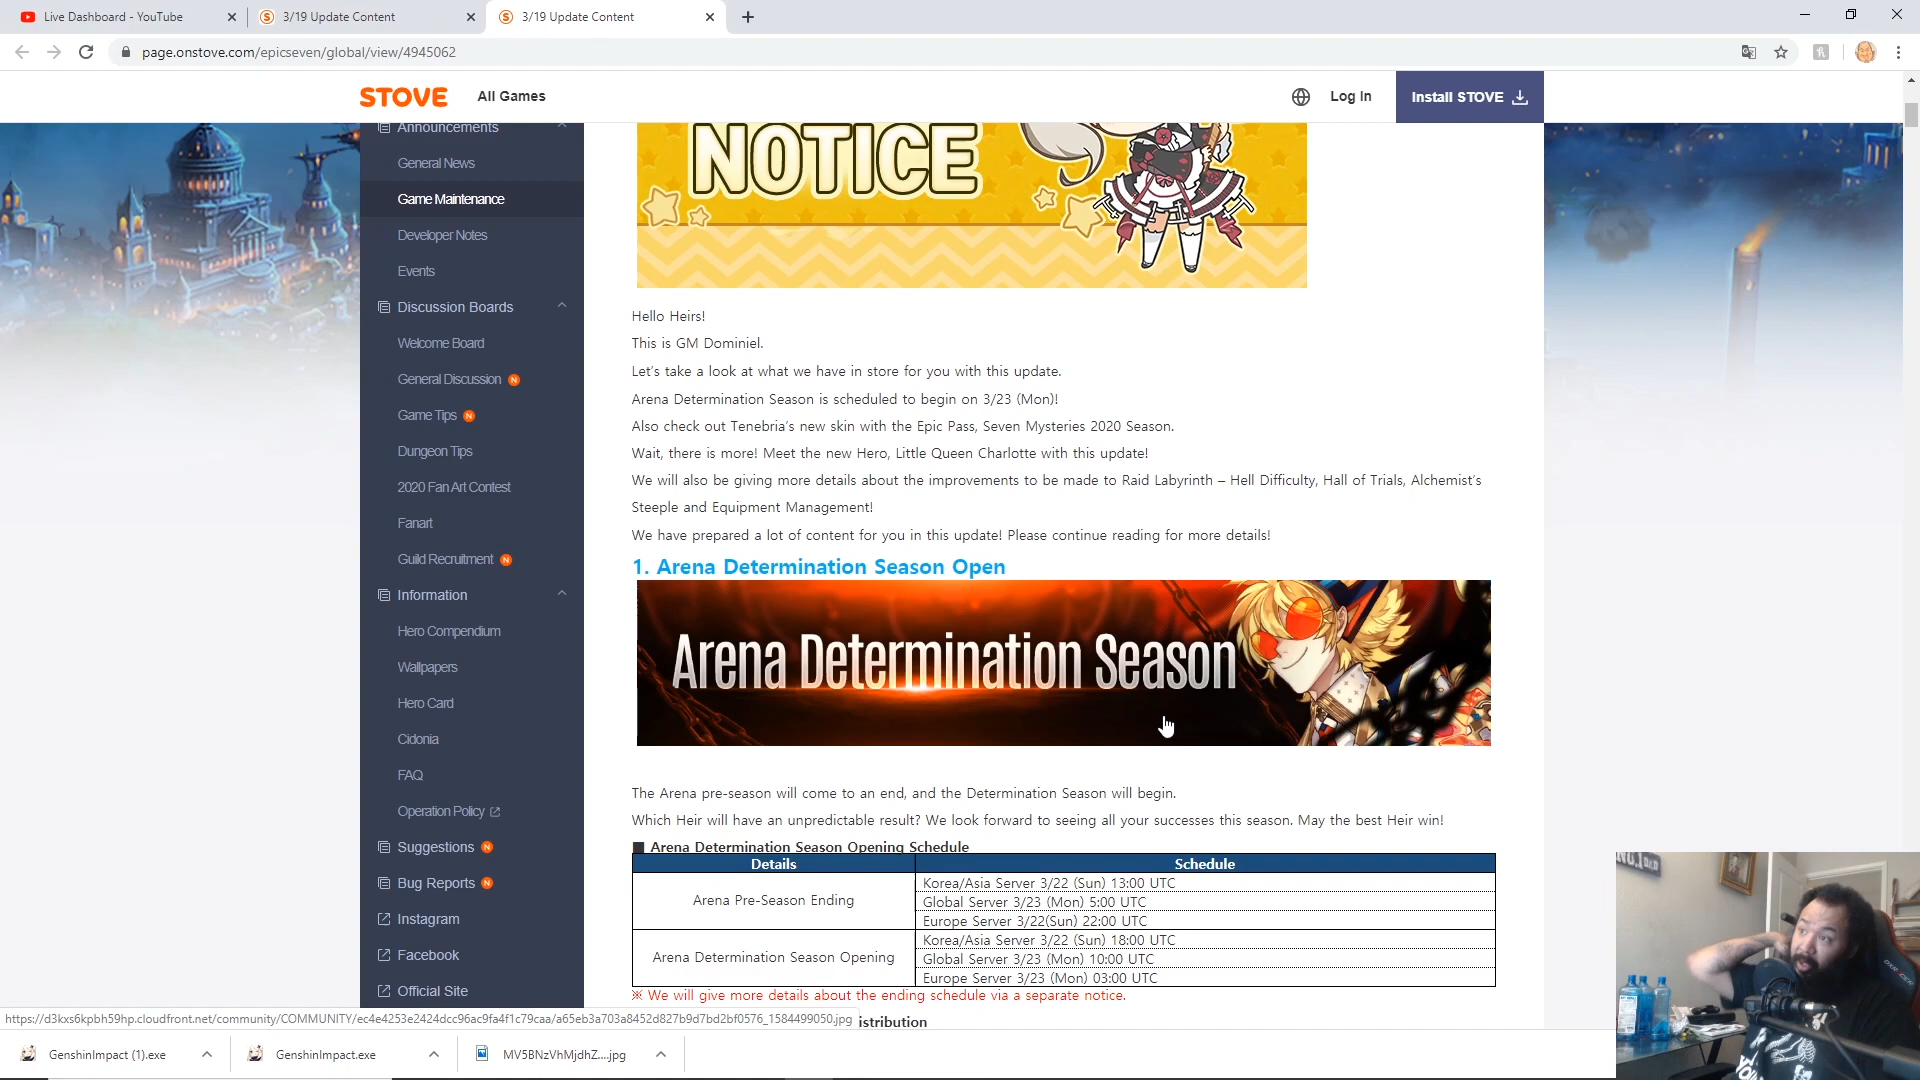 Live Dashboard - YouTube
3/19 Update Content
3/19 Update Content
page.onstove.com/epicseven/global/view/4945062
STOVE
All Games
Log In
Install STOVE
Announcements
General News
Game Maintenance
Developer Notes
Events
Discussion Boards
Welcome Board
General Discussion N
Game Tips N
Dungeon Tips
2020 Fan Art Contest
Fanart
Guild Recruitment N
Information
Hero Compendium
Wallpapers
Hero Card
Cidonia
FAQ
Operation Policy
Suggestions N
Bug Reports N
Instagram
Facebook
Official Site
NOTICE
Hello Heirs!
This is GM Dominiel.
Let's take a look at what we have in store for you with this update.
Arena Determination Season is scheduled to begin on 3/23 (Mon)!
Also check out Tenebria's new skin with the Epic Pass, Seven Mysteries 2020 Season.
Wait, there is more! Meet the new Hero, Little Queen Charlotte with this update!
We will also be giving more details about the improvements to be made to Raid Labyrinth – Hell Difficulty, Hall of Trials, Alchemist's
Steeple and Equipment Management!
We have prepared a lot of content for you in this update! Please continue reading for more details!
1. Arena Determination Season Open
Arena Determination Season
The Arena pre-season will come to an end, and the Determination Season will begin.
Which Heir will have an unpredictable result? We look forward to seeing all your successes this season. May the best Heir win!
■ Arena Determination Season Opening Schedule
Details
Schedule
Arena Pre-Season Ending
Korea/Asia Server 3/22 (Sun) 13:00 UTC
Global Server 3/23 (Mon) 5:00 UTC
Europe Server 3/22(Sun) 22:00 UTC
Arena Determination Season Opening
Korea/Asia Server 3/22 (Sun) 18:00 UTC
Global Server 3/23 (Mon) 10:00 UTC
Europe Server 3/23 (Mon) 03:00 UTC
※ We will give more details about the ending schedule via a separate notice.
istribution
https://d3kxs6kpbh59hp.cloudfront.net/community/COMMUNITY/ec4e4253e2424dcc96ac9fa4f1c79caa/a65eb3a703a8452d827b9d7bd2bf0576_1584499050.jpg
GenshinImpact (1).exe
GenshinImpact.exe
MV5BNzVhMjdhZ....jpg